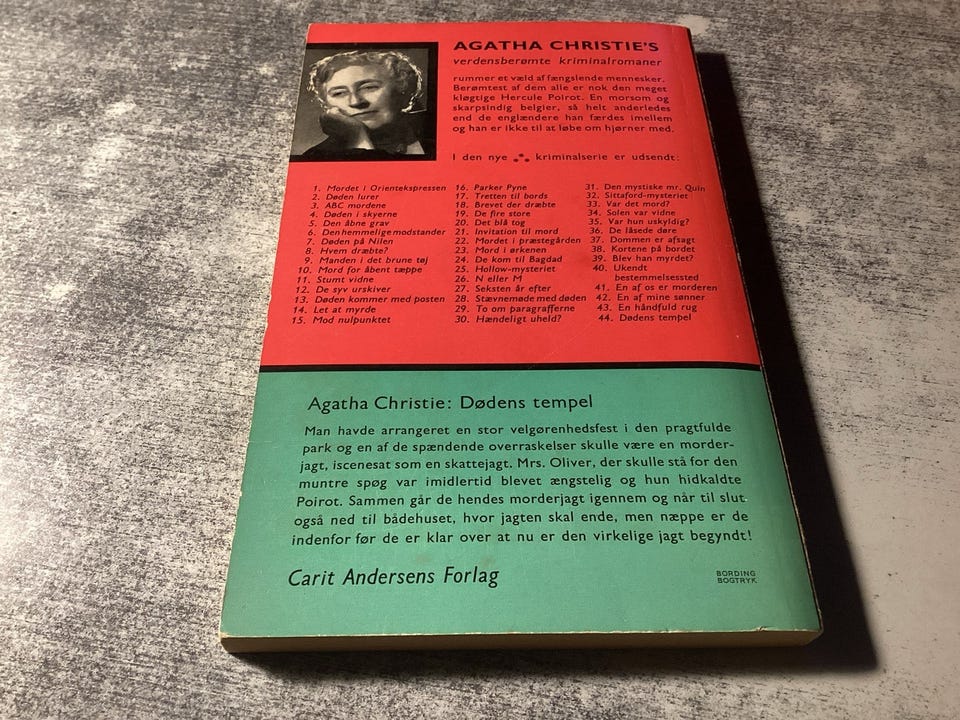 AGATHA CHRISTIE'S
verdensberømte kriminalromaner
rummer et væld af fængslende mennesker.
Berømtest af dem alle er nok den meget
kløgtige Hercule Poirot. En morsom og
skarpsindig belgier, så helt anderledes
end de englændere han færdes imellem
og han er ikke til at løbe om hjørner med.
I den nye kriminalserie er udsendt:
1. Mordet i Orientekspressen
2. Døden lurer
3. ABC mordene
4. Døden i skyerne
5. Den åbne grav
6. Den hemmelige modstander
7. Døden på Nilen
8. Hvem dræbte?
9. Manden i det brune tøj
10. Mord for åbent tæppe
11. Stumt vidne
12. De syv urskiver
13. Døden kommer med posten
14. Let at myrde
15. Mod nulpunktet
16. Parker Pyne
17. Tretten til bords
18. Brevet der dræbte
19. De fire store
20. Det blå tog
21. Invitation til mord
22. Mordet i præstegården
23. Mord i ørkenen
24. De kom til Bagdad
25. Hollow-mysteriet
26. N eller M
27. Seksten år efter
28. Stævnemøde med døden
29. To om paragrafferne
30. Hændeligt uheld?
31. Den mystiske mr. Quin
32. Sittaford-mysteriet
33. Var det mord?
34. Solen var vidne
35. Var hun uskyldig?
36. De låsede døre
37. Dommen er afsagt
38. Kortene på bordet
39. Blev han myrdet?
40. Ukendt
bestemmelsessted
41. En af os er morderen
42. En af mine sønner
43. En håndfuld rug
44. Dødens tempel
Agatha Christie: Dødens tempel
Man havde arrangeret en stor velgørenhedsfest i den pragtfulde
park og en af de spændende overraskelser skulle være en morder-
jagt, iscenesat som en skattejagt. Mrs. Oliver, der skulle stå for den
muntre spøg var imidlertid blevet ængstelig og hun hidkaldte
Poirot. Sammen går de hendes morderjagt igennem og når til slut
også ned til bådehuset, hvor jagten skal ende, men næppe er de
indenfor før de er klar over at nu er den virkelige jagt begyndt!
Carit Andersens Forlag
BORDING
BOGTRYK